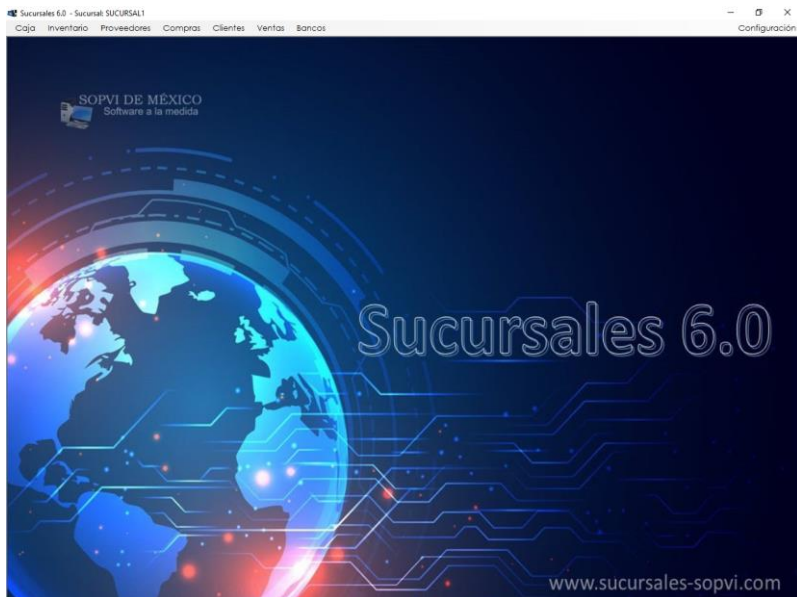 Sucursales 6.0 - Sucursal: SUCURSAL1
Caja Inventario Proveedores Compras Clientes Ventas Bancos Configuración
SOPVI DE MÉXICO
Software a la medida
Sucursales 6.0
www.sucursales-sopvi.com